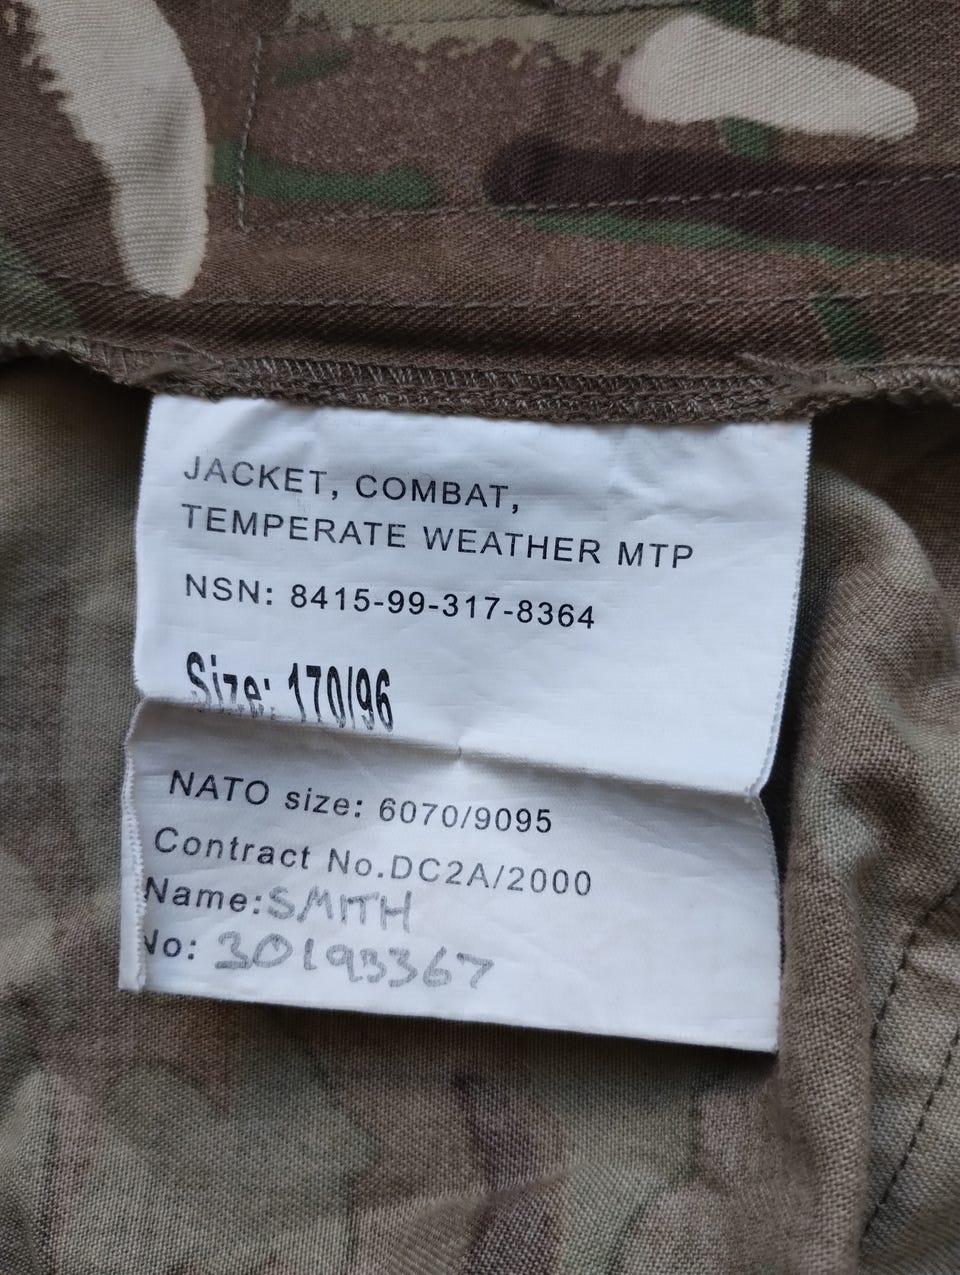 JACKET, COMBAT,
TEMPERATE WEATHER MTP
NSN: 8415-99-317-8364
Size: 170/96
NATO size: 6070/9095
Contract No.DC2A/2000
Name:SMITH
No: 30193367